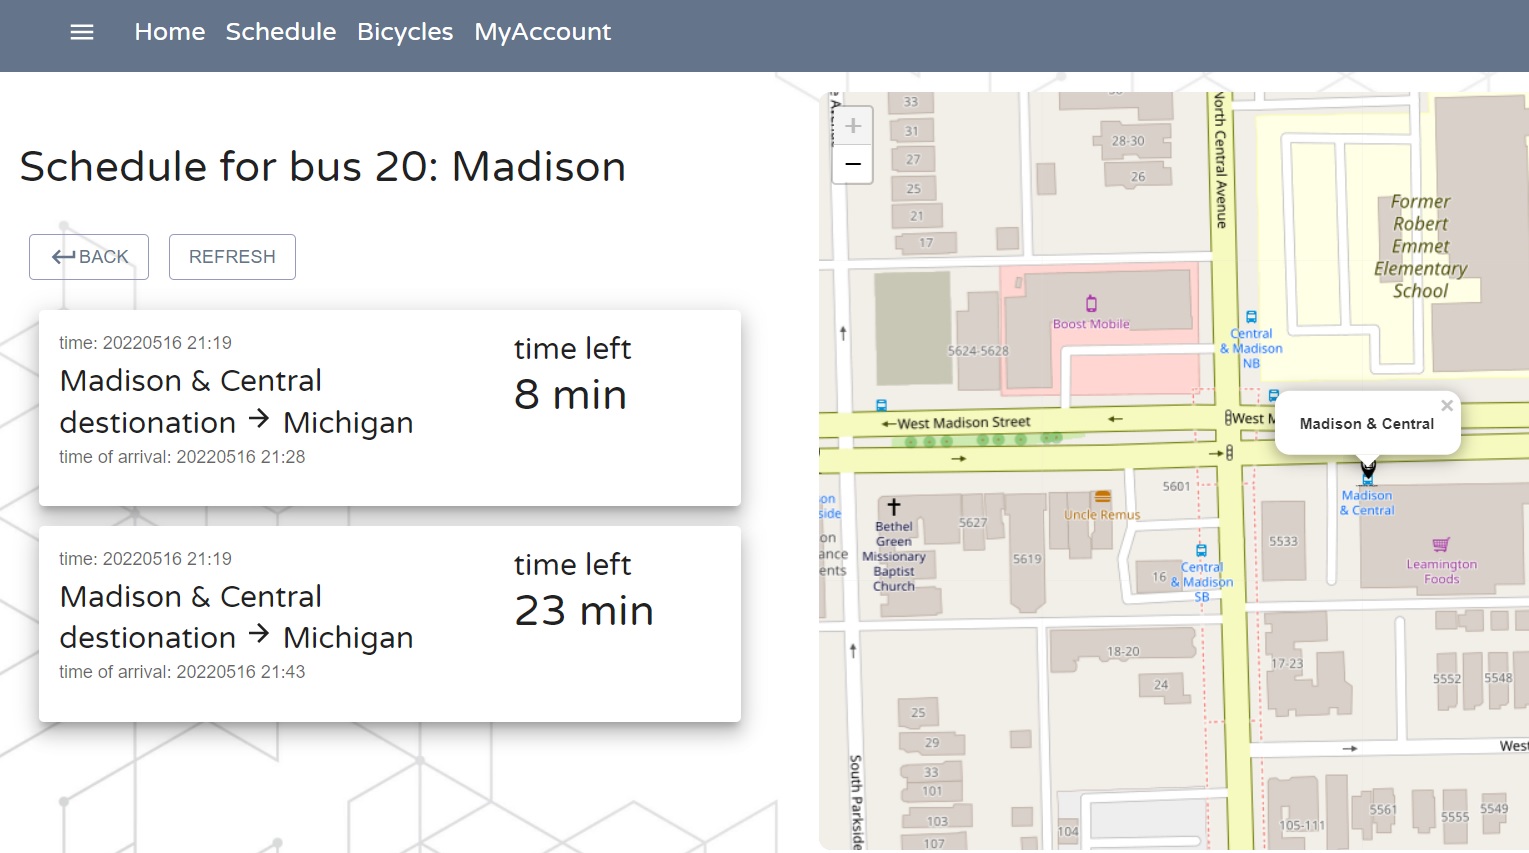 Home Schedule Bicycles MyAccount
Schedule for bus 20: Madison
BACK REFRESH
time: 20220516 21:19
Madison & Central
destionation → Michigan
time of arrival: 20220516 21:28
time left
8 min
time: 20220516 21:19
Madison & Central
destionation → Michigan
time of arrival: 20220516 21:43
time left
23 min
+
−
33
31
27
25
21
17
28-30
26
North Central Avenue
Former
Robert
Emmet
Elementary
School
Boost Mobile
5624-5628
Central
& Madison
NB
West Madison Street
West M
Madison & Central
×
Madison
& Central
5601
Uncle Remus
5627
5619
Bethel
Green
Missionary
Baptist
Church
16
Central
& Madison
SB
5533
Leamington
Foods
18-20
24
17-23
5552
5548
25
29
33
101
103
107
South Parkside
104
105-111
5561
5555
5549
West